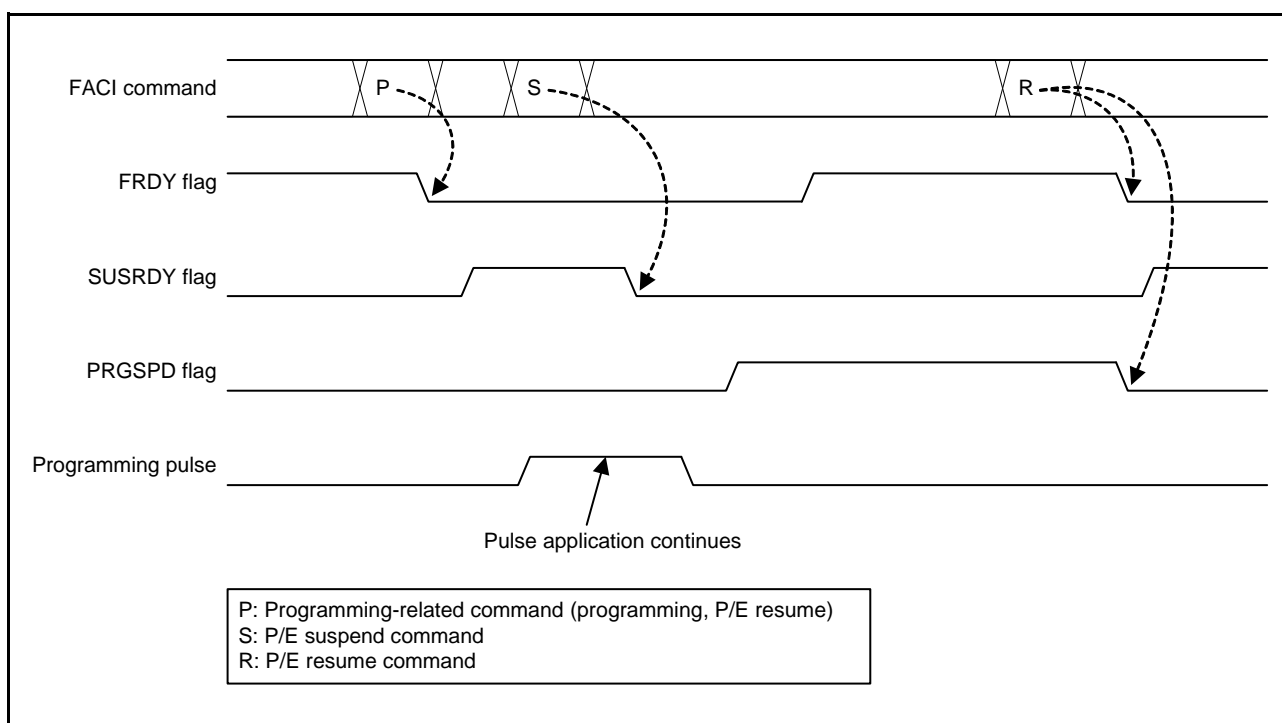 FACI command
P
S
R
FRDY flag
SUSRDY flag
PRGSPD flag
Programming pulse
Pulse application continues
P: Programming-related command (programming, P/E resume)
S: P/E suspend command
R: P/E resume command